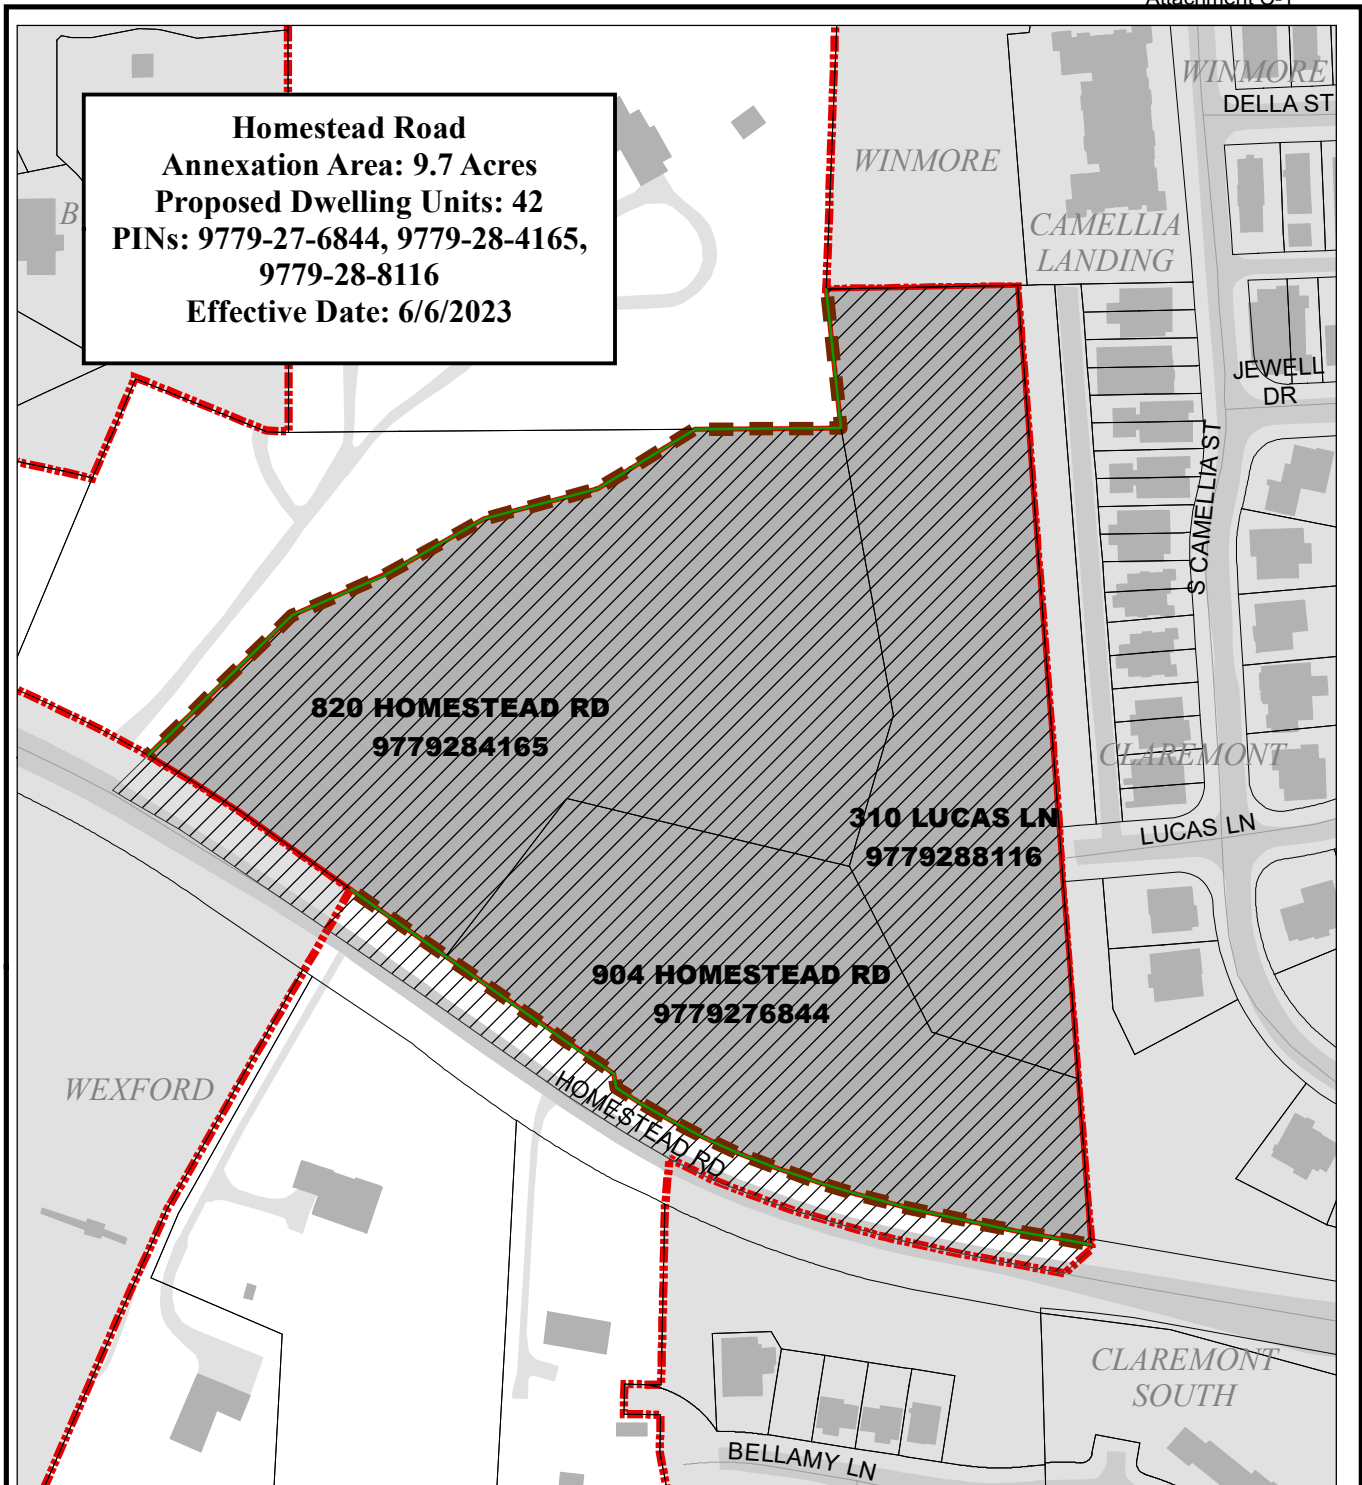 Homestead Road
Annexation Area: 9.7 Acres
Proposed Dwelling Units: 42
PINs: 9779-27-6844, 9779-28-4165,
9779-28-8116
Effective Date: 6/6/2023
B
WINMORE
WINMORE
DELLA ST
CAMELLIA
LANDING
JEWELL
DR
S CAMELLIA ST
820 HOMESTEAD RD
9779284165
310 LUCAS LN
9779288116
CLAREMONT
LUCAS LN
904 HOMESTEAD RD
9779276844
WEXFORD
HOMESTEAD RD
CLAREMONT
SOUTH
BELLAMY LN